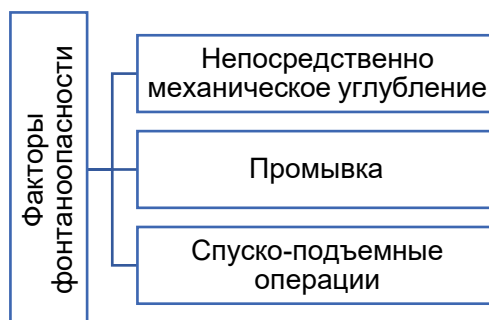 Факторы
фонтаноопасности
Непосредственно
механическое углубление
Промывка
Спуско-подъемные
операции